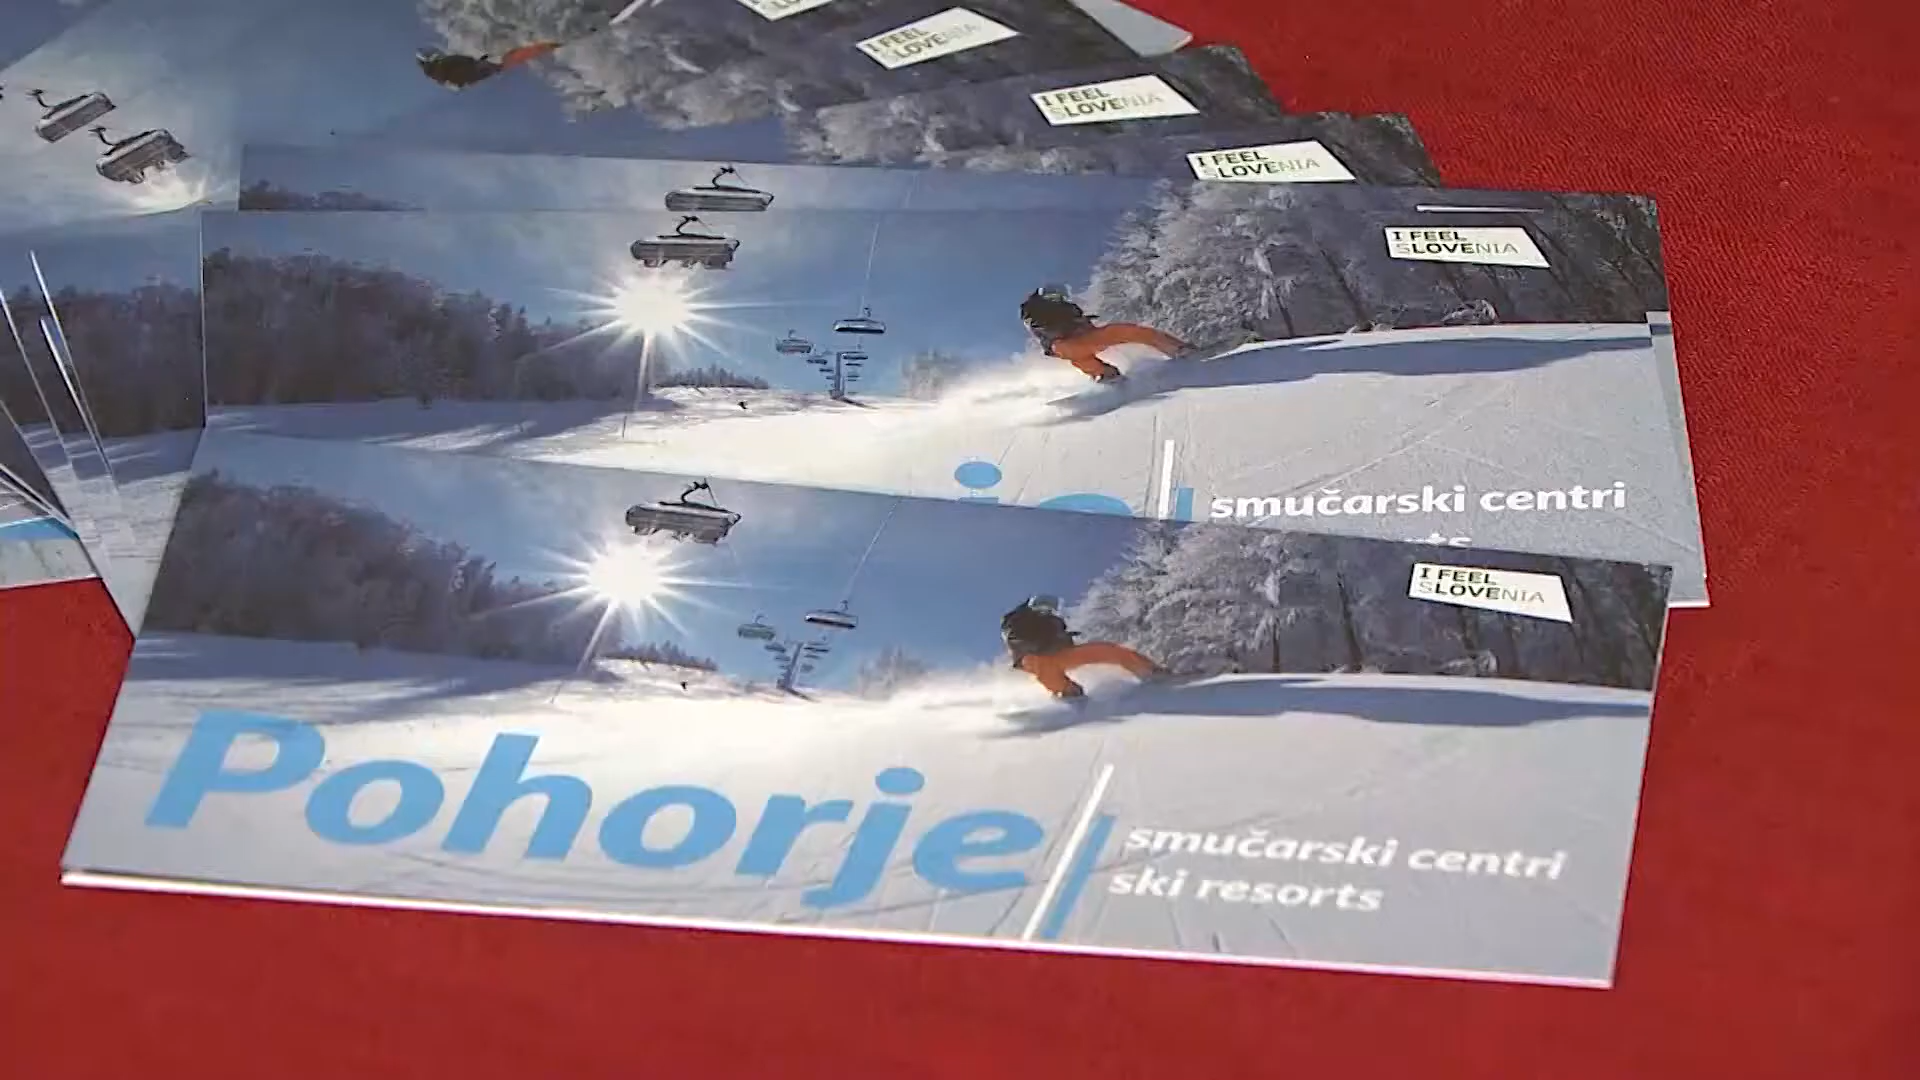 I FEEL
SLOVENIA
I FEEL
SLOVENIA
I FEEL
SLOVENIA
I FEEL
SLOVENIA
smučarski centri
I FEEL
SLOVENIA
Pohorje
smučarski centri
ski resorts